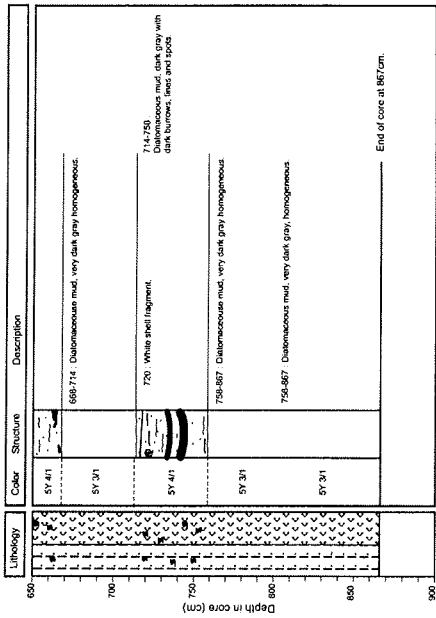 Lithology
Color
Structure
Description
5Y 4/1
5Y 3/1
5Y 4/1
5Y 3/1
5Y 3/1
668-714 : Diatomaceouse mud, very dark gray homogeneous.
714-758
Diatomaceous mud, dark gray with
dark burrows, lines and spots.
720 : White shell fragment.
758-867 : Diatomaceouse mud, very dark gray, homogeneous.
758-867 : Diatomaceous mud, very dark gray, homogeneous.
End of core at 867cm.
650
700
750
800
850
900
Depth in core (cm)